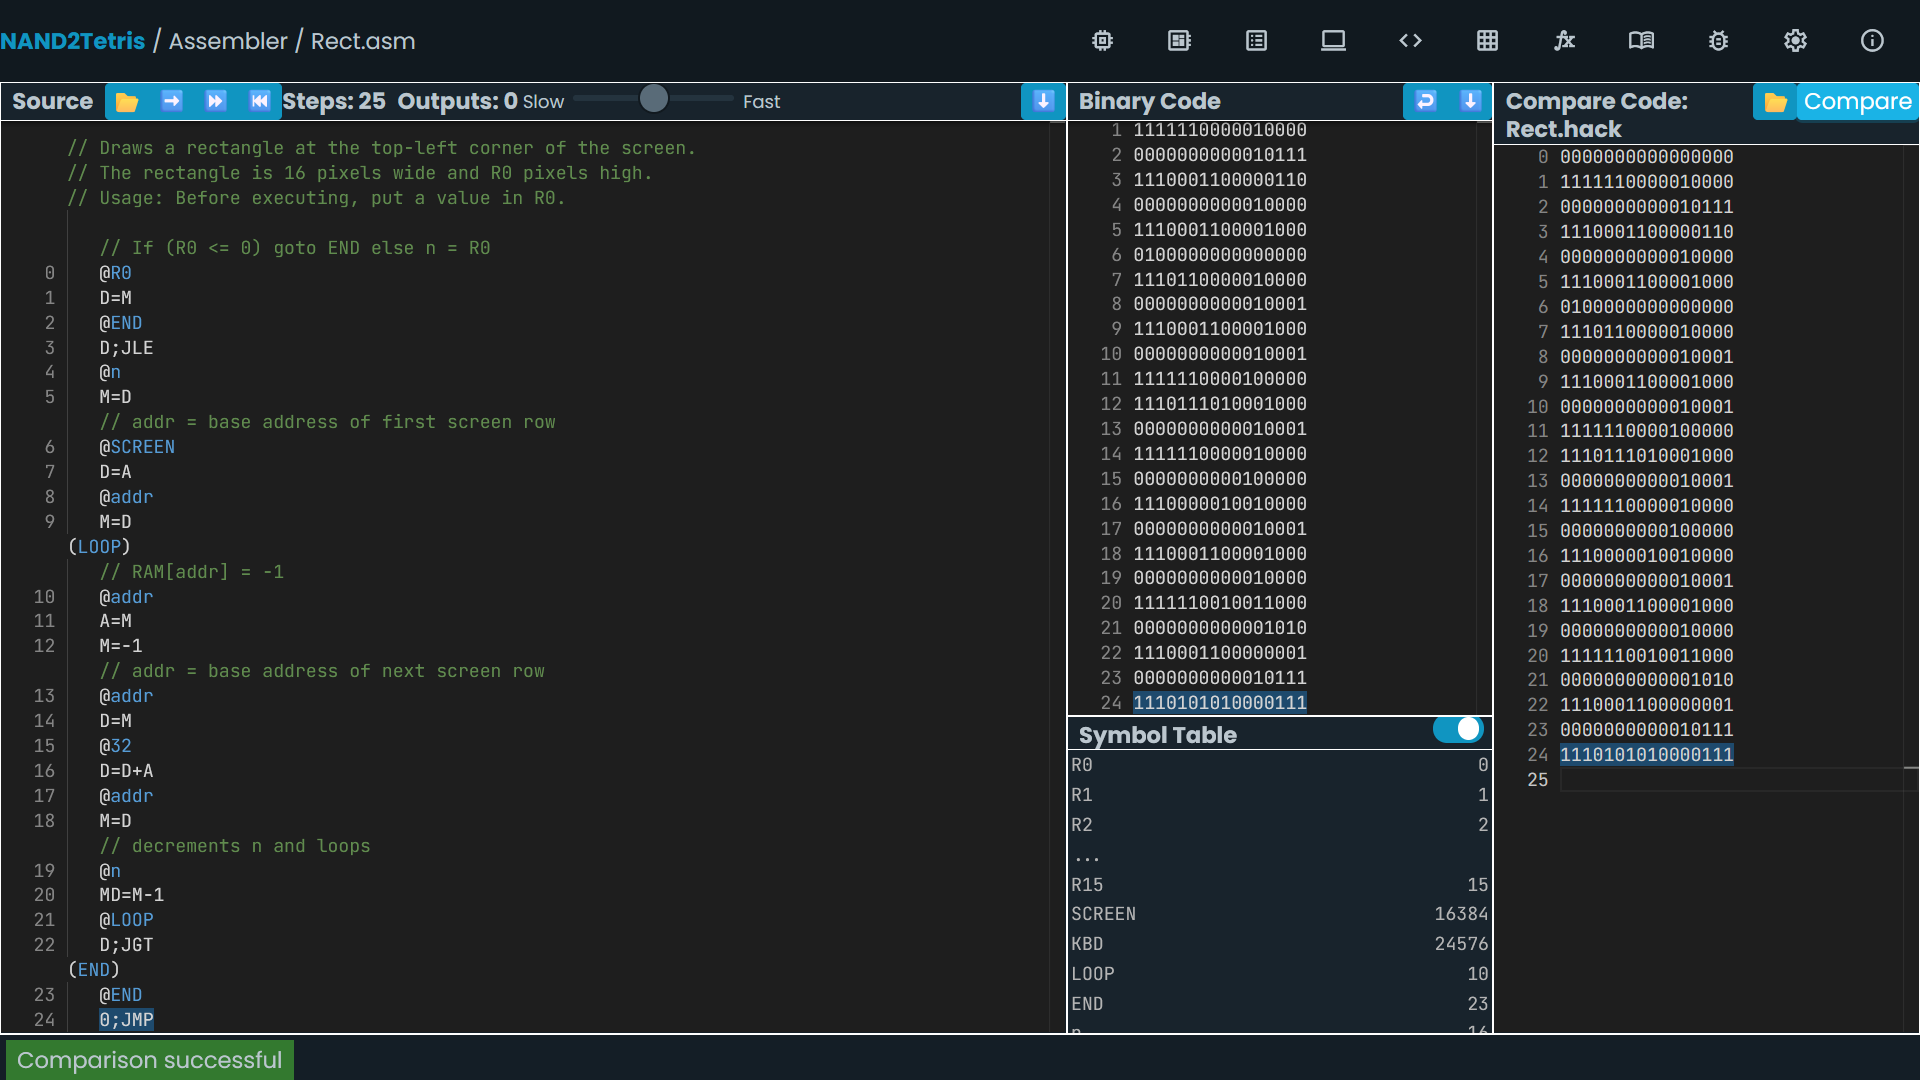 NAND2Tetris / Assembler / Rect.asm
Source
Steps: 25 Outputs: 0 Slow Fast
// Draws a rectangle at the top-left corner of the screen.
// The rectangle is 16 pixels wide and R0 pixels high.
// Usage: Before executing, put a value in R0.
// If (R0 <= 0) goto END else n = R0
0 @R0
1 D=M
2 @END
3 D;JLE
4 @n
5 M=D
// addr = base address of first screen row
6 @SCREEN
7 D=A
8 @addr
9 M=D
(LOOP)
// RAM[addr] = -1
10 @addr
11 A=M
12 M=-1
// addr = base address of next screen row
13 @addr
14 D=M
15 @32
16 D=D+A
17 @addr
18 M=D
// decrements n and loops
19 @n
20 MD=M-1
21 @LOOP
22 D;JGT
(END)
23 @END
24 0;JMP
Binary Code
1 1111110000010000
2 0000000000010111
3 1110001100000110
4 0000000000010000
5 1110001100001000
6 0100000000000000
7 1110110000010000
8 0000000000010001
9 1110001100001000
10 0000000000010001
11 1111110000100000
12 1110111010001000
13 0000000000010001
14 1111110000010000
15 0000000000100000
16 1110000010010000
17 0000000000010001
18 1110001100001000
19 0000000000010000
20 1111110010011000
21 0000000000001010
22 1110001100000001
23 0000000000010111
24 1110101010000111
Symbol Table
R0 0
R1 1
R2 2
...
R15 15
SCREEN 16384
KBD 24576
LOOP 10
END 23
n 16
Compare Code:
Rect.hack
Compare
0 0000000000000000
1 1111110000010000
2 0000000000010111
3 1110001100000110
4 0000000000010000
5 1110001100001000
6 0100000000000000
7 1110110000010000
8 0000000000010001
9 1110001100001000
10 0000000000010001
11 1111110000100000
12 1110111010001000
13 0000000000010001
14 1111110000010000
15 0000000000100000
16 1110000010010000
17 0000000000010001
18 1110001100001000
19 0000000000010000
20 1111110010011000
21 0000000000001010
22 1110001100000001
23 0000000000010111
24 1110101010000111
25
Comparison successful